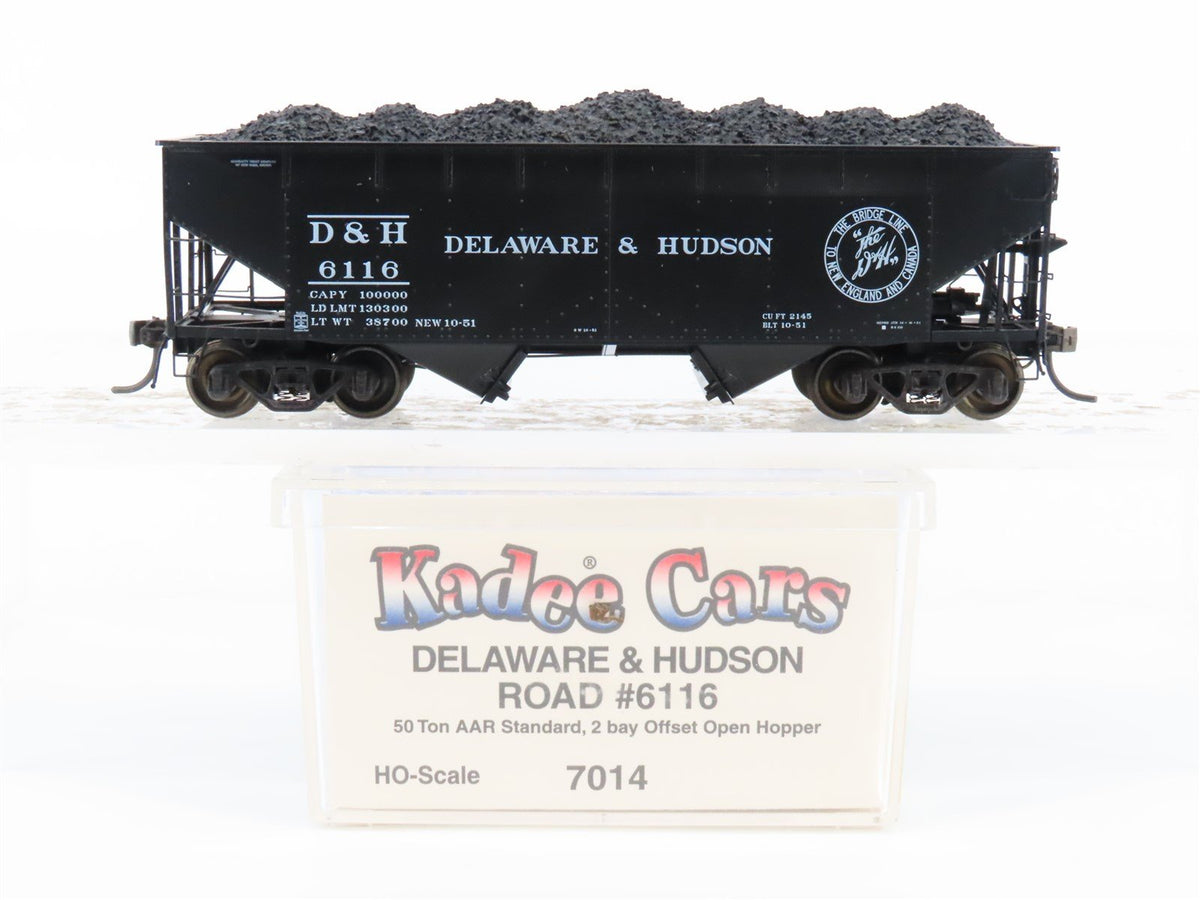 D & H
6116
CAPY 100000
LD LMT 130300
LT WT 38700 NEW 10-51
DELAWARE & HUDSON
THE BRIDGE LINE
"The D&H"
TO NEW ENGLAND AND CANADA
CU FT 2145
BLT 10-51
Kadee® Cars
DELAWARE & HUDSON
ROAD #6116
50 Ton AAR Standard, 2 bay Offset Open Hopper
HO-Scale 7014